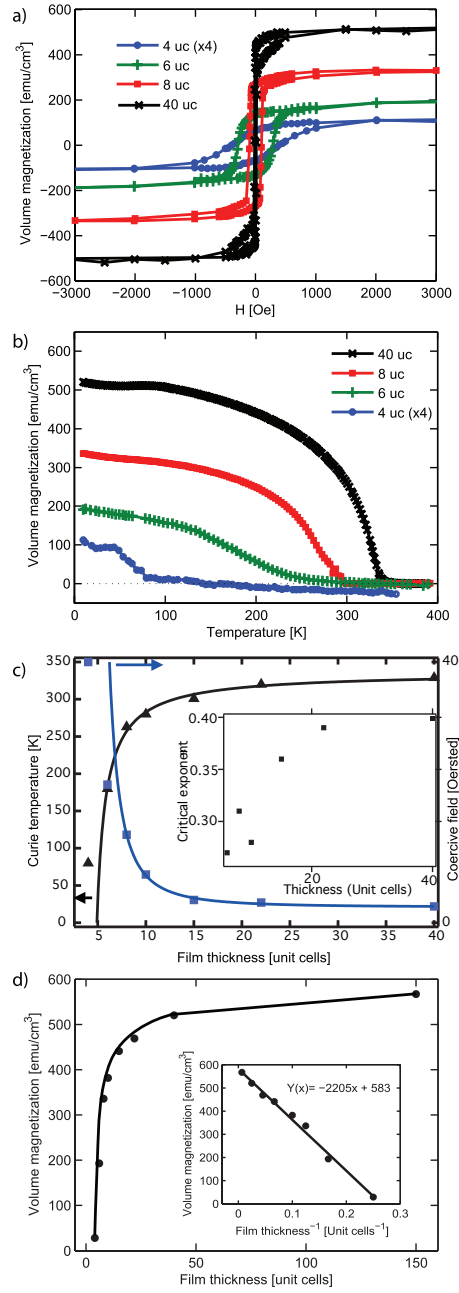 a)
Volume magnetization [emu/cm³]
600
400
200
0
−200
−400
−600
4 uc (x4)
6 uc
8 uc
40 uc
−3000 −2000 −1000 0 1000 2000 3000
H [Oe]
b)
Volume magnetization [emu/cm³]
600
500
400
300
200
100
0
40 uc
8 uc
6 uc
4 uc (x4)
0 100 200 300 400
Temperature [K]
c)
Curie temperature [K]
350
300
250
200
150
100
50
0
5 10 15 20 25 30 35 40
Film thickness [unit cells]
Coercive field [Oersted]
40
0
Critical exponent
0.40
0.35
0.30
20 40
Thickness (Unit cells)
d)
Volume magnetization [emu/cm³]
600
500
400
300
200
100
0
0 50 100 150
Film thickness [unit cells]
Volume magnetization [emu/cm³]
600
500
400
300
200
100
0
Y(x)= −2205x + 583
0 0.1 0.2 0.3
Film thickness⁻¹ [Unit cells⁻¹]